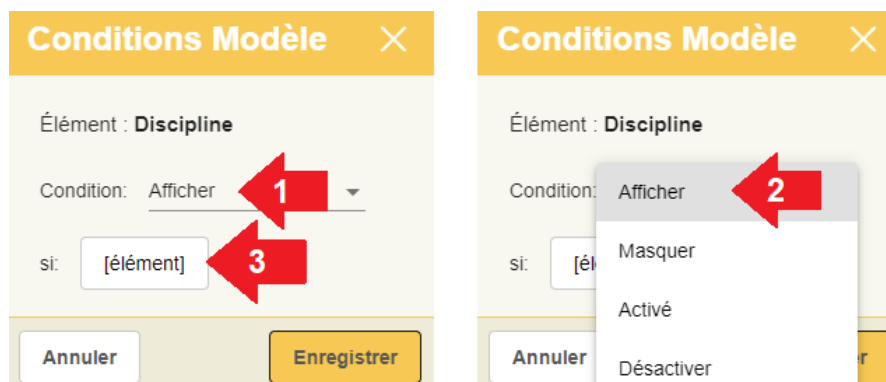 Conditions Modèle
Élément : Discipline
Condition: Afficher 1
si: [élément] 3
Annuler Enregistrer
Conditions Modèle
Élément : Discipline
Condition: Afficher 2
Masquer
si: [él
Activé
Annuler Désactiver r